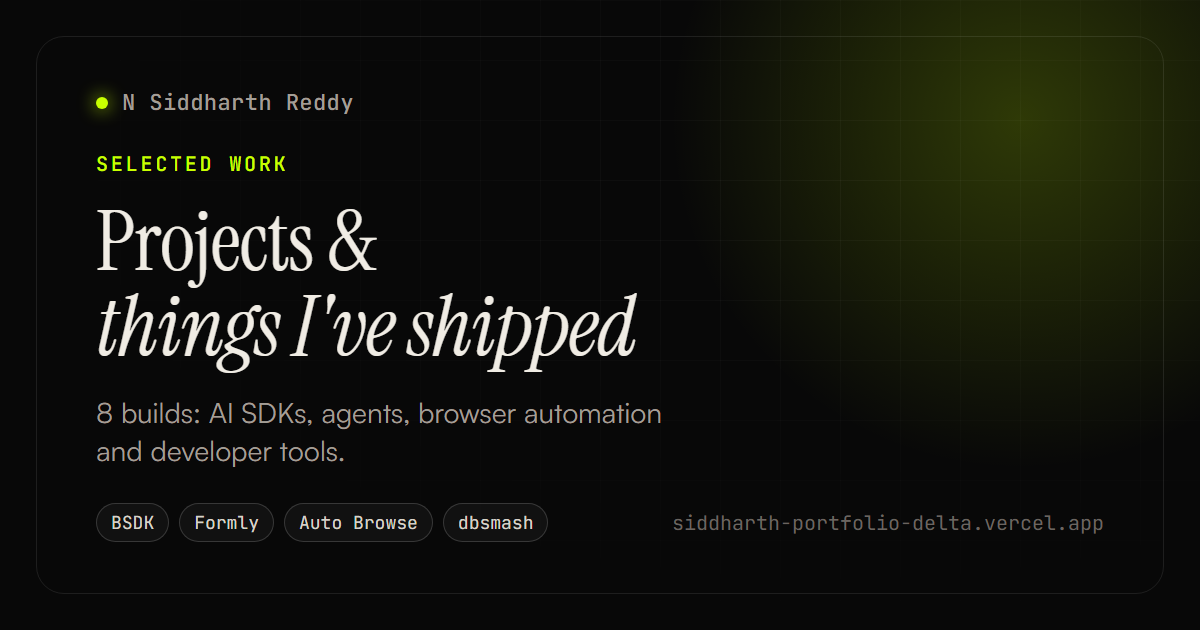 N Siddharth Reddy
SELECTED WORK
Projects &
things I've shipped
8 builds: AI SDKs, agents, browser automation
and developer tools.
BSDK Formly Auto Browse dbsmash siddharth-portfolio-delta.vercel.app